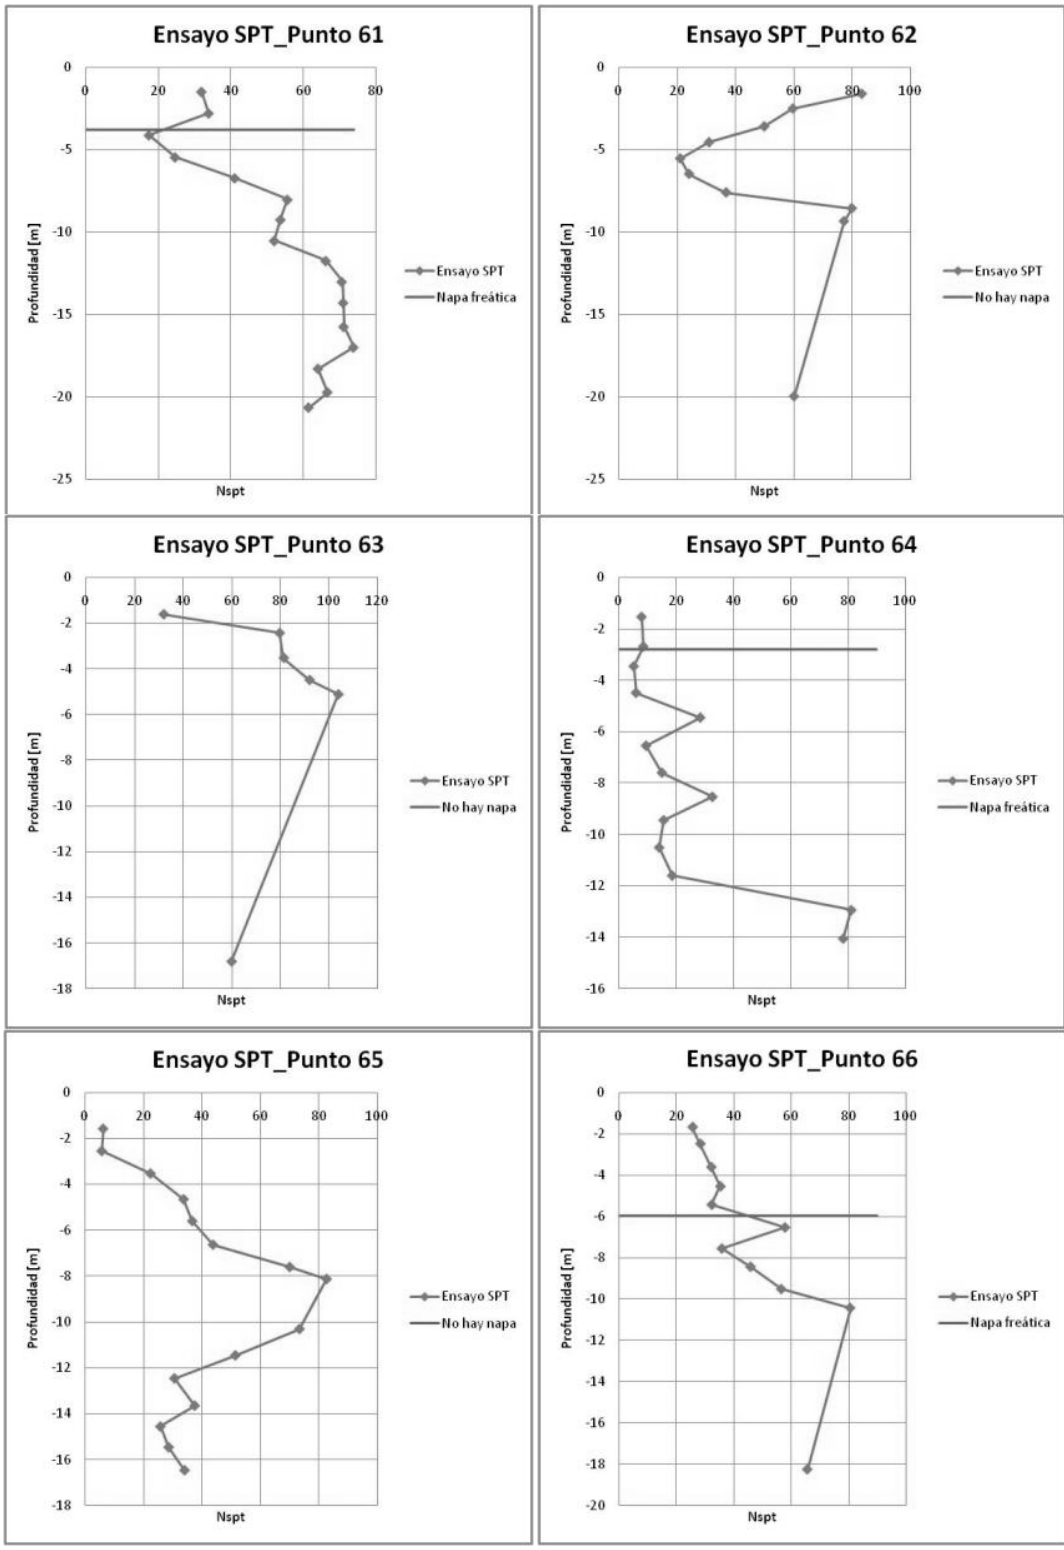 Ensayo SPT_Punto 61
0
0 20 40 60 80
-5
-10
-15
-20
-25
Profundidad [m]
Nspt
Ensayo SPT
Napa freática
Ensayo SPT_Punto 62
0
0 20 40 60 80 100
-5
-10
-15
-20
-25
Profundidad [m]
Nspt
Ensayo SPT
No hay napa
Ensayo SPT_Punto 63
0
0 20 40 60 80 100 120
-2
-4
-6
-8
-10
-12
-14
-16
-18
Profundidad [m]
Nspt
Ensayo SPT
No hay napa
Ensayo SPT_Punto 64
0
0 20 40 60 80 100
-2
-4
-6
-8
-10
-12
-14
-16
Profundidad [m]
Nspt
Ensayo SPT
Napa freática
Ensayo SPT_Punto 65
0
0 20 40 60 80 100
-2
-4
-6
-8
-10
-12
-14
-16
-18
Profundidad [m]
Nspt
Ensayo SPT
No hay napa
Ensayo SPT_Punto 66
0
0 20 40 60 80 100
-2
-4
-6
-8
-10
-12
-14
-16
-18
-20
Profundidad [m]
Nspt
Ensayo SPT
Napa freática